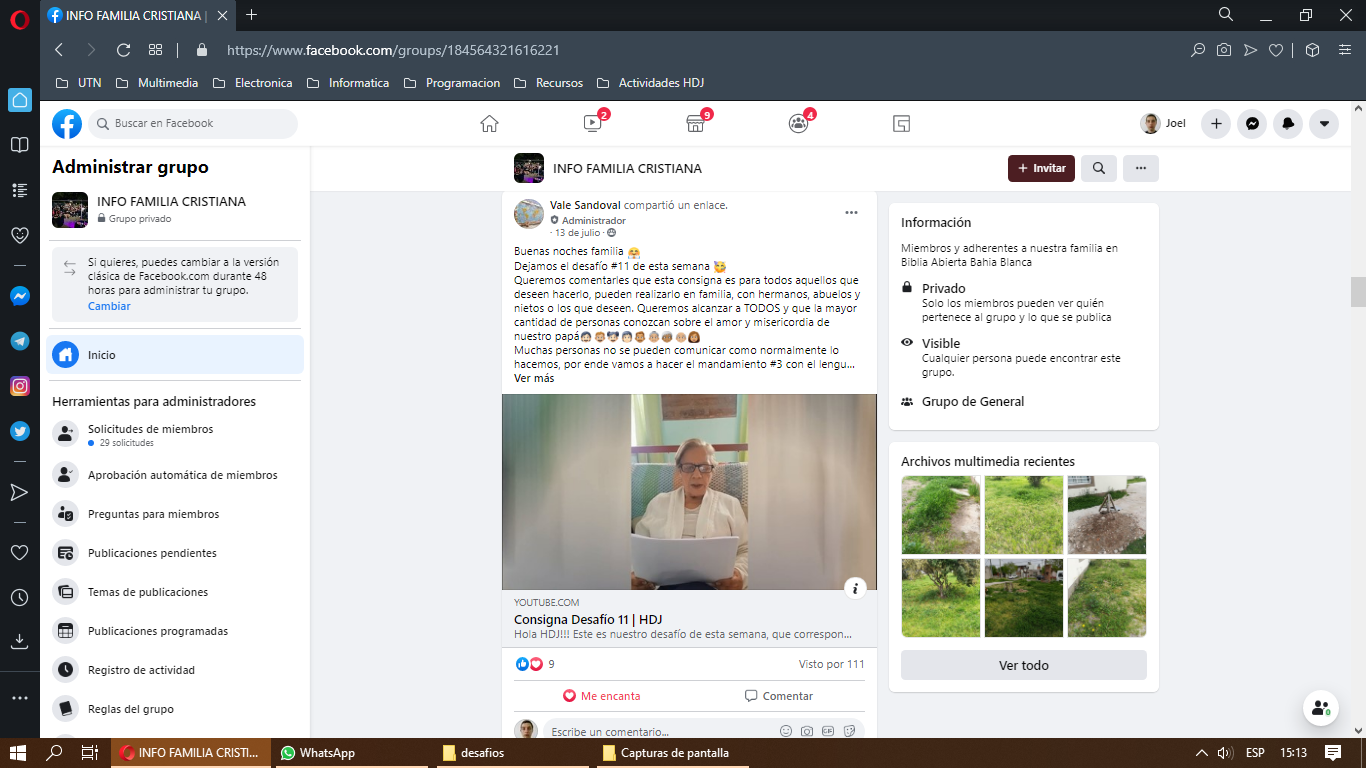 INFO FAMILIA CRISTIANA |
https://www.facebook.com/groups/184564321616221
UTN
Multimedia
Electronica
Informatica
Programacion
Recursos
Actividades HDJ
Buscar en Facebook
2
9
4
Joel
Administrar grupo
INFO FAMILIA CRISTIANA
Grupo privado
Si quieres, puedes cambiar a la versión
clásica de Facebook.com durante 48
horas para administrar tu grupo.
Cambiar
Inicio
Herramientas para administradores
Solicitudes de miembros
29 solicitudes
Aprobación automática de miembros
Preguntas para miembros
Publicaciones pendientes
Temas de publicaciones
Publicaciones programadas
Registro de actividad
Reglas del grupo
INFO FAMILIA CRISTIANA
+ Invitar
Vale Sandoval compartió un enlace.
Administrador
· 13 de julio ·
Buenas noches familia 🤗
Dejamos el desafío #11 de esta semana 🥰
Queremos comentarles que esta consigna es para todos aquellos que
deseen hacerlo, pueden realizarlo en familia, con hermanos, abuelos y
nietos o los que deseen. Queremos alcanzar a TODOS y que la mayor
cantidad de personas conozcan sobre el amor y misericordia de
nuestro papá
Muchas personas no se pueden comunicar como normalmente lo
hacemos, por ende vamos a hacer el mandamiento #3 con el lengu...
Ver más
YOUTUBE.COM
Consigna Desafío 11 | HDJ
Hola HDJ!!! Este es nuestro desafío de esta semana, que correspon...
9
Visto por 111
Me encanta
Comentar
Escribe un comentario...
GIF
Información
Miembros y adherentes a nuestra familia en
Biblia Abierta Bahia Blanca
Privado
Solo los miembros pueden ver quién
pertenece al grupo y lo que se publica
Visible
Cualquier persona puede encontrar este
grupo.
Grupo de General
Archivos multimedia recientes
Ver todo
INFO FAMILIA CRISTI...
WhatsApp
desafios
Capturas de pantalla
ESP
15:13